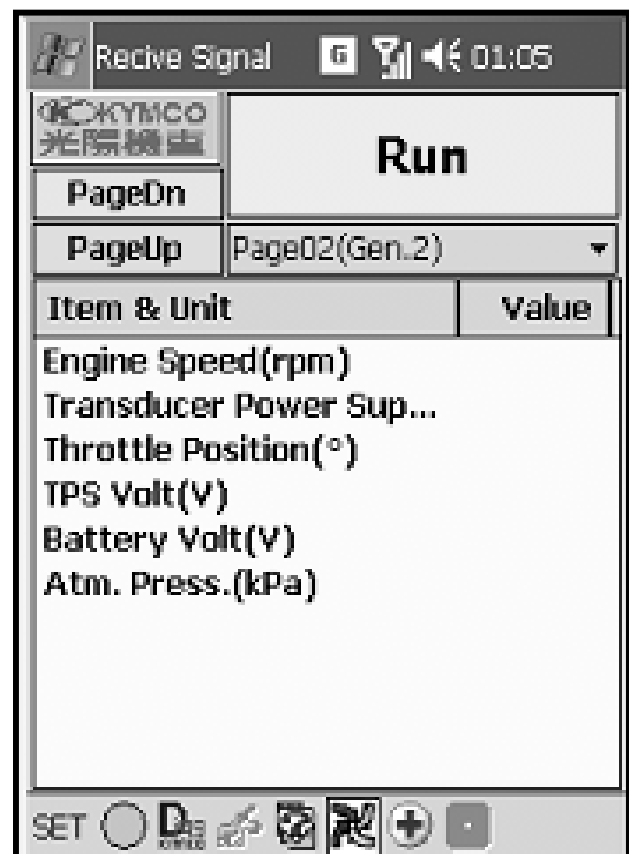 Recive Signal G 01:05
KYMCO
光陽機車
Run
PageDn
PageUp Page02(Gen.2)
Item & Unit Value
Engine Speed(rpm)
Transducer Power Sup...
Throttle Position(°)
TPS Volt(V)
Battery Volt(V)
Atm. Press.(kPa)
SET